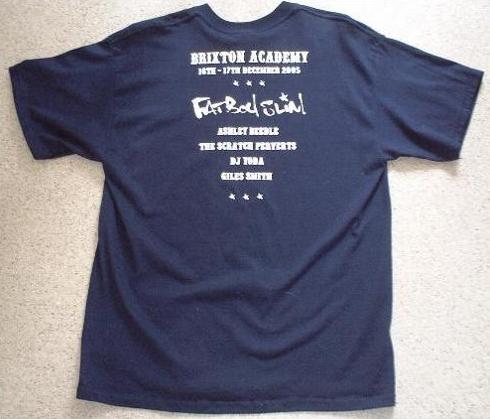 BRIXTON ACADEMY
16TH - 17TH DECEMBER 2005
FATBOY SLIM
ASHLEY BEEDLE
THE SCRATCH PERVERTS
DJ YODA
GILES SMITH